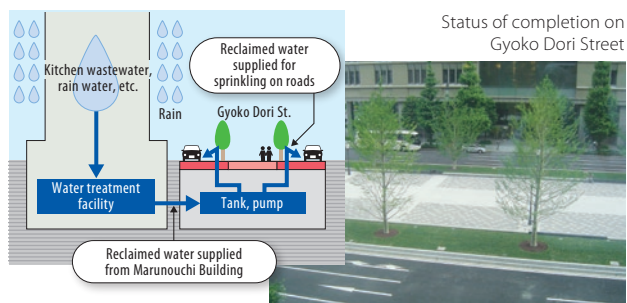 Status of completion on
Gyoko Dori Street
Reclaimed water
supplied for
sprinkling on roads
Kitchen wastewater,
rain water, etc.
Rain
Gyoko Dori St.
Water treatment
facility
Tank, pump
Reclaimed water supplied
from Marunouchi Building